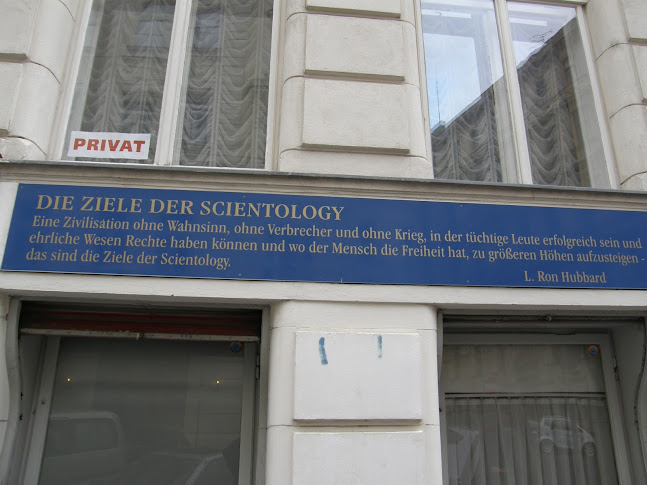 PRIVAT
DIE ZIELE DER SCIENTOLOGY
Eine Zivilisation ohne Wahnsinn, ohne Verbrecher und ohne Krieg, in der tüchtige Leute erfolgreich sein und
ehrliche Wesen Rechte haben können und wo der Mensch die Freiheit hat, zu größeren Höhen aufzusteigen -
das sind die Ziele der Scientology.
L. Ron Hubbard